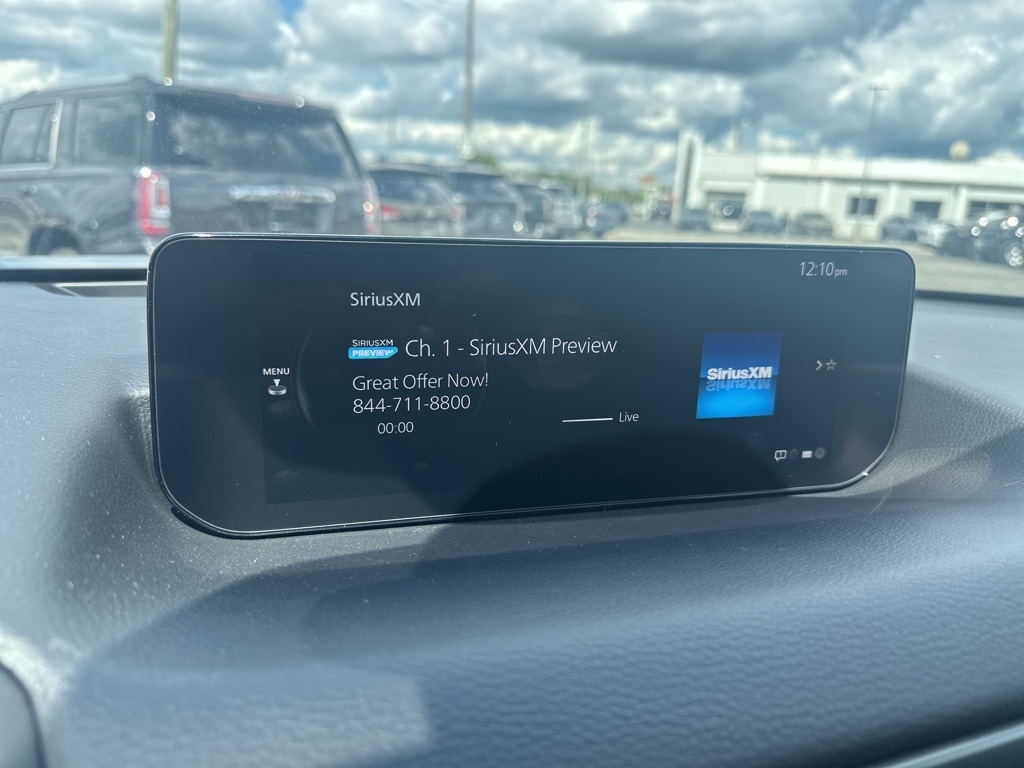 12:10pm
SiriusXM
SIRIUSXM
PREVIEW
Ch. 1 - SiriusXM Preview
MENU
Great Offer Now!
844-711-8800
00:00
Live
SiriusXM